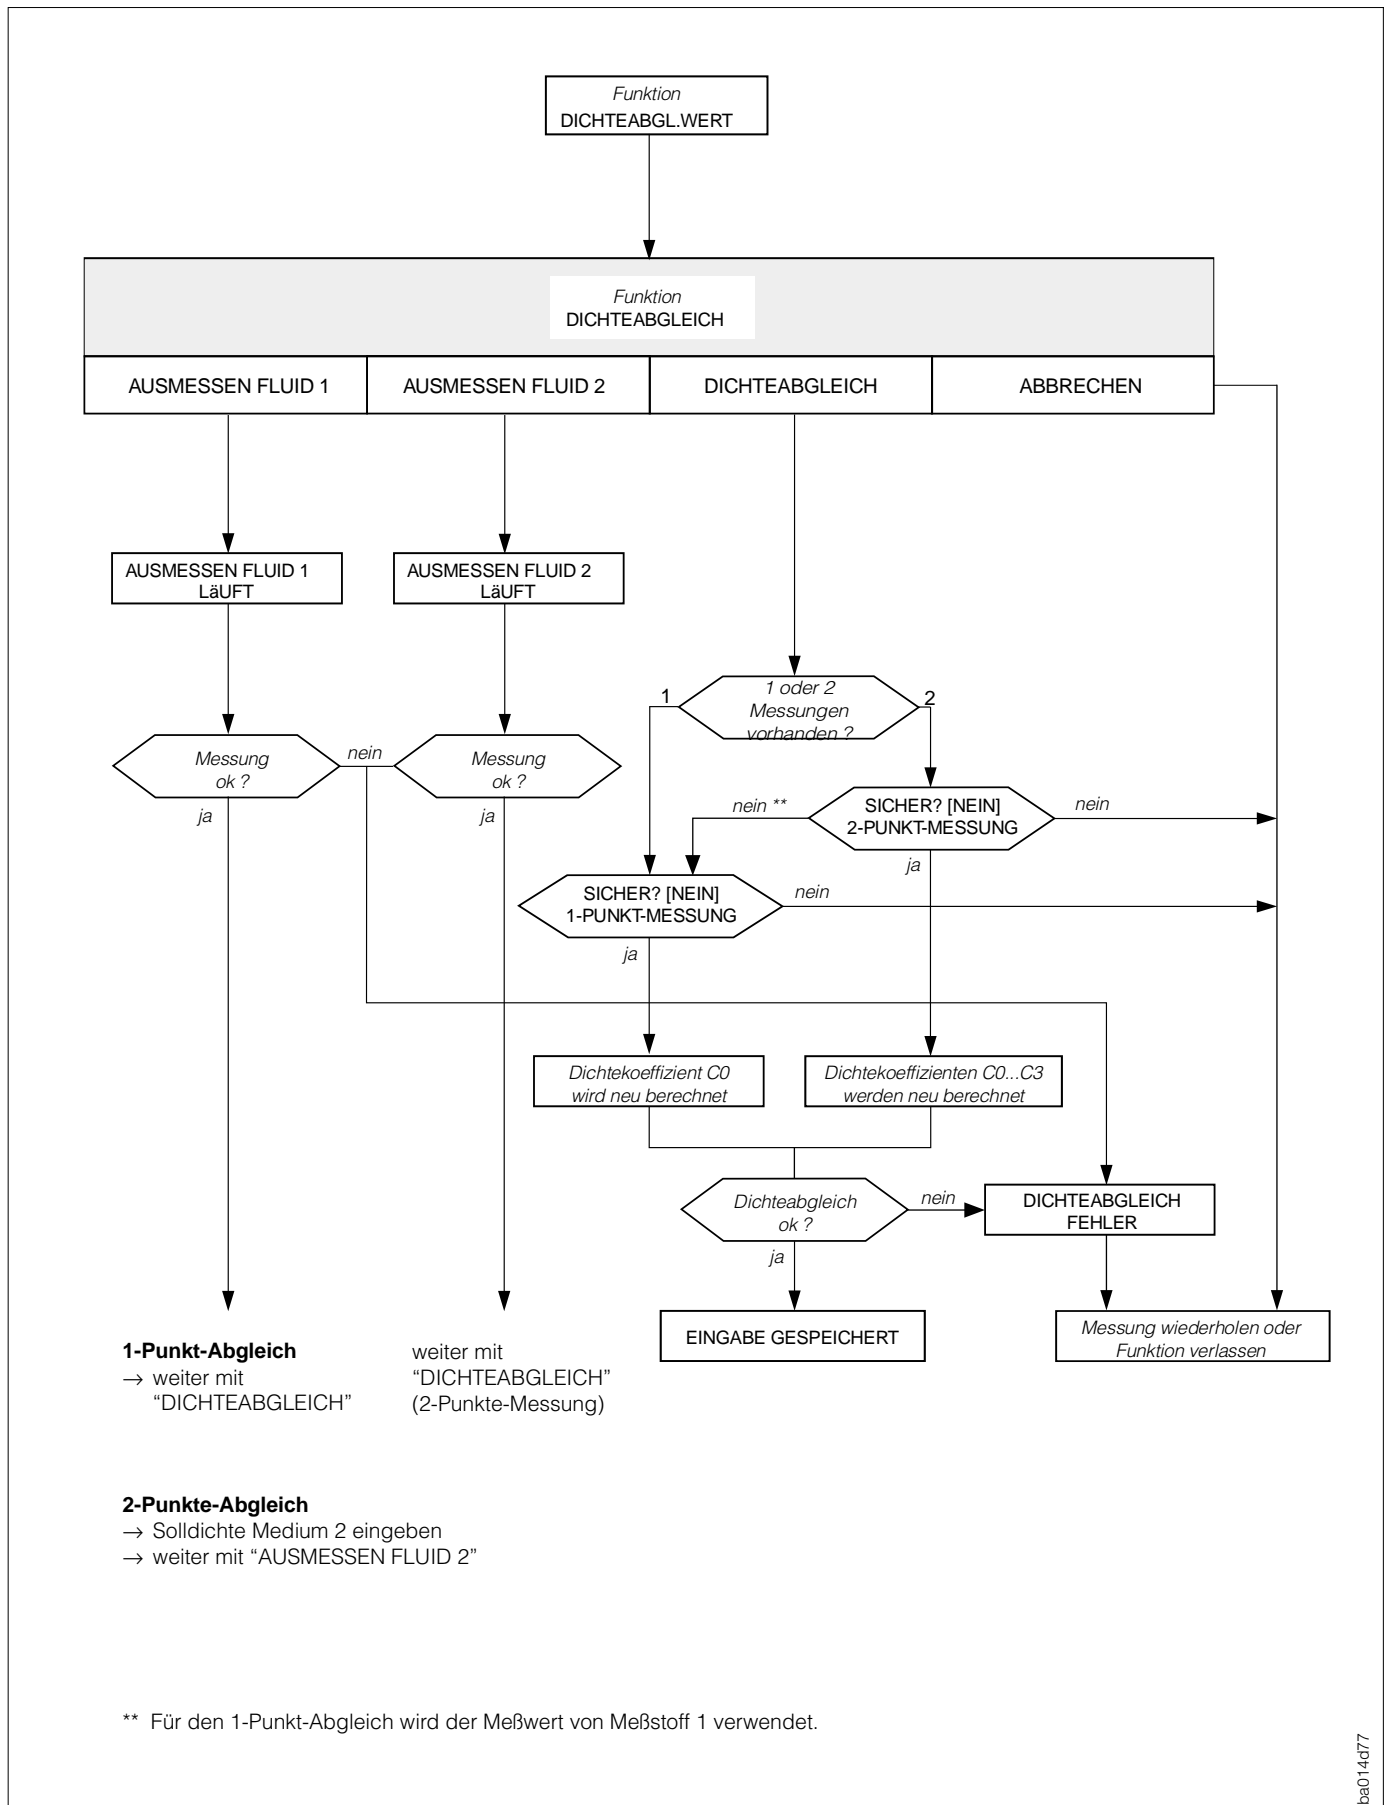 Funktion
DICHTEABGL.WERT
Funktion
DICHTEABGLEICH
AUSMESSEN FLUID 1
AUSMESSEN FLUID 2
DICHTEABGLEICH
ABBRECHEN
AUSMESSEN FLUID 1
LäUFT
AUSMESSEN FLUID 2
LäUFT
1
1 oder 2
Messungen
vorhanden ?
2
Messung
ok ?
nein
Messung
ok ?
ja
ja
nein **
SICHER? [NEIN]
2-PUNKT-MESSUNG
nein
ja
SICHER? [NEIN]
1-PUNKT-MESSUNG
nein
ja
Dichtekoeffizient C0
wird neu berechnet
Dichtekoeffizienten C0...C3
werden neu berechnet
Dichteabgleich
ok ?
nein
DICHTEABGLEICH
FEHLER
ja
EINGABE GESPEICHERT
Messung wiederholen oder
Funktion verlassen
1-Punkt-Abgleich
→ weiter mit
“DICHTEABGLEICH”
weiter mit
“DICHTEABGLEICH”
(2-Punkte-Messung)
2-Punkte-Abgleich
→ Solldichte Medium 2 eingeben
→ weiter mit “AUSMESSEN FLUID 2”
** Für den 1-Punkt-Abgleich wird der Meßwert von Meßstoff 1 verwendet.
ba014d77